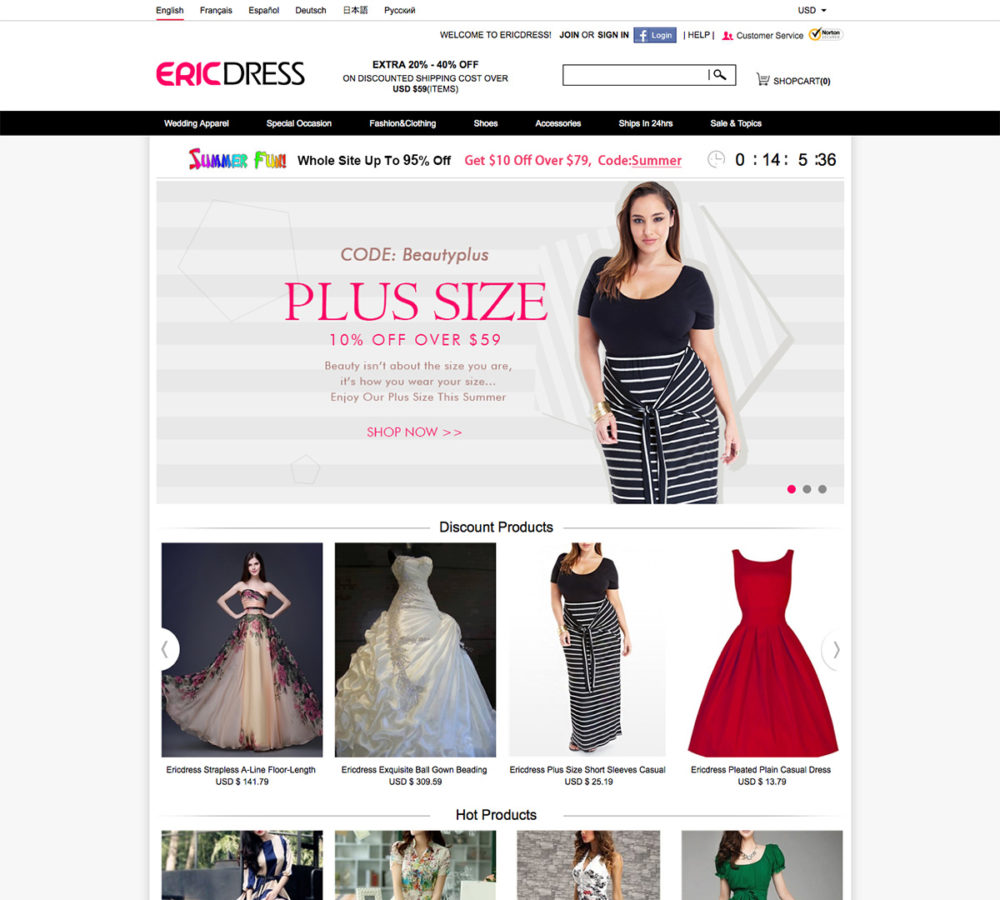 English Français Español Deutsch 日本語 Русский USD
WELCOME TO ERICDRESS! JOIN OR SIGN IN f Login | HELP | Customer Service Norton
ERICDRESS
EXTRA 20% - 40% OFF
ON DISCOUNTED SHIPPING COST OVER
USD $59(ITEMS)
SHOPCART(0)
Wedding Apparel Special Occasion Fashion&Clothing Shoes Accessories Ships In 24hrs Sale & Topics
SUMMER FUN! Whole Site Up To 95% Off Get $10 Off Over $79, Code:Summer 0 : 14 : 5 :36
CODE: Beautyplus
PLUS SIZE
10% OFF OVER $59
Beauty isn't about the size you are,
it's how you wear your size...
Enjoy Our Plus Size This Summer
SHOP NOW >>
Discount Products
Ericdress Strapless A-Line Floor-Length
USD $ 141.79
Ericdress Exquisite Ball Gown Beading
USD $ 309.59
Ericdress Plus Size Short Sleeves Casual
USD $ 25.19
Ericdress Pleated Plain Casual Dress
USD $ 13.79
Hot Products